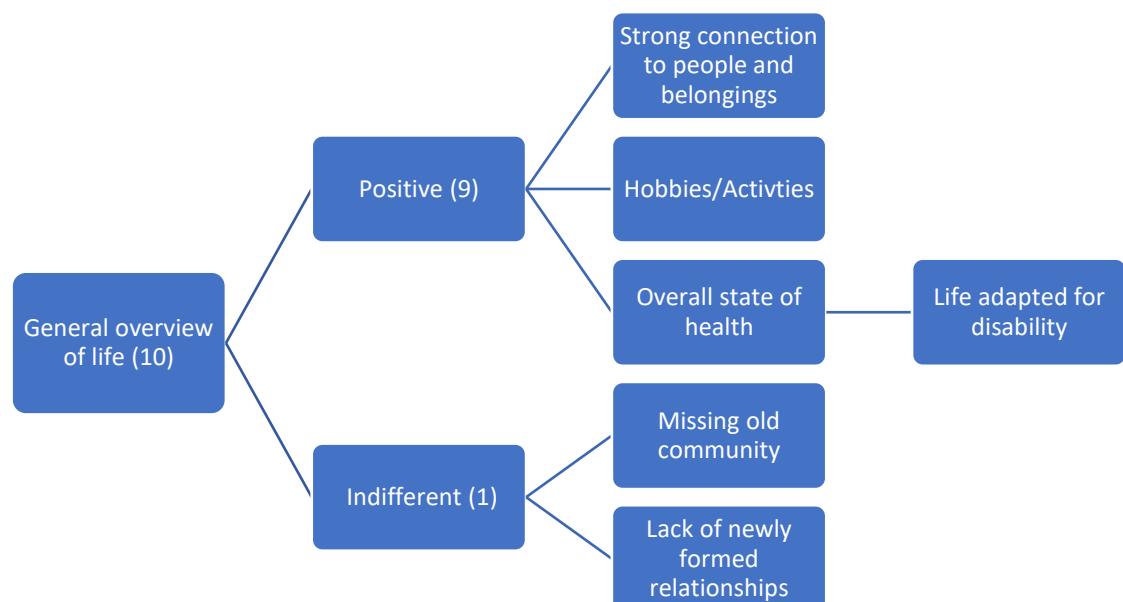 Strong connection
to people and
belongings
Positive (9)
Hobbies/Activties
General overview
of life (10)
Overall state of
health
Life adapted for
disability
Missing old
community
Indifferent (1)
Lack of newly
formed
relationships